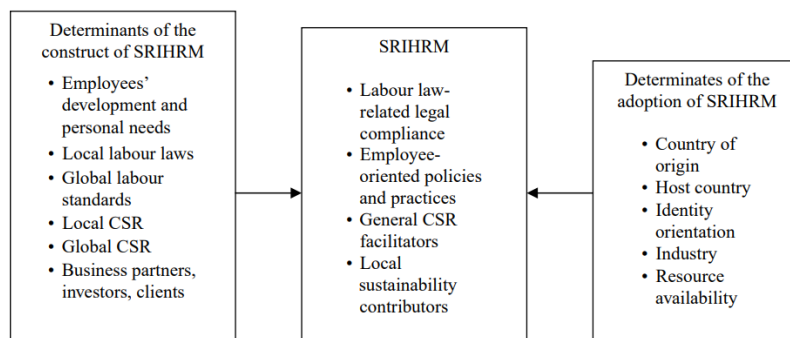 Determinants of the
construct of SRIHRM
• Employees’
development and
personal needs
• Local labour laws
• Global labour
standards
• Local CSR
• Global CSR
• Business partners,
investors, clients
SRIHRM
• Labour law-
related legal
compliance
• Employee-
oriented policies
and practices
• General CSR
facilitators
• Local
sustainability
contributors
Determinates of the
adoption of SRIHRM
• Country of
origin
• Host country
• Identity
orientation
• Industry
• Resource
availability